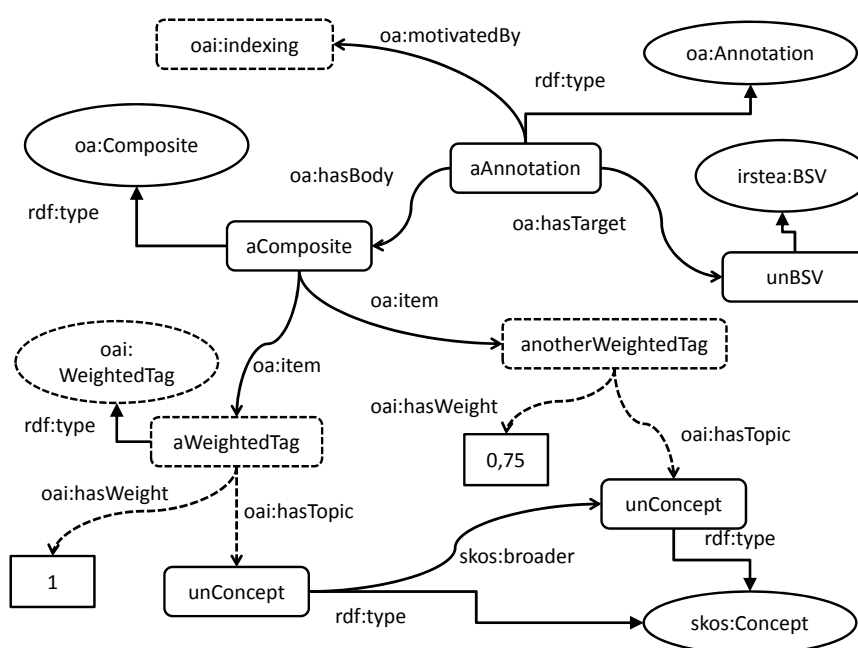 oa:motivatedBy
oai:indexing
oa:Annotation
rdf:type
oa:Composite
aAnnotation
oa:hasBody
irstea:BSV
rdf:type
oa:hasTarget
aComposite
unBSV
oa:item
anotherWeightedTag
oai:
WeightedTag
oa:item
oai:hasWeight
rdf:type
aWeightedTag
oai:hasTopic
0,75
oai:hasWeight
oai:hasTopic
unConcept
rdf:type
skos:broader
1
unConcept
rdf:type
skos:Concept